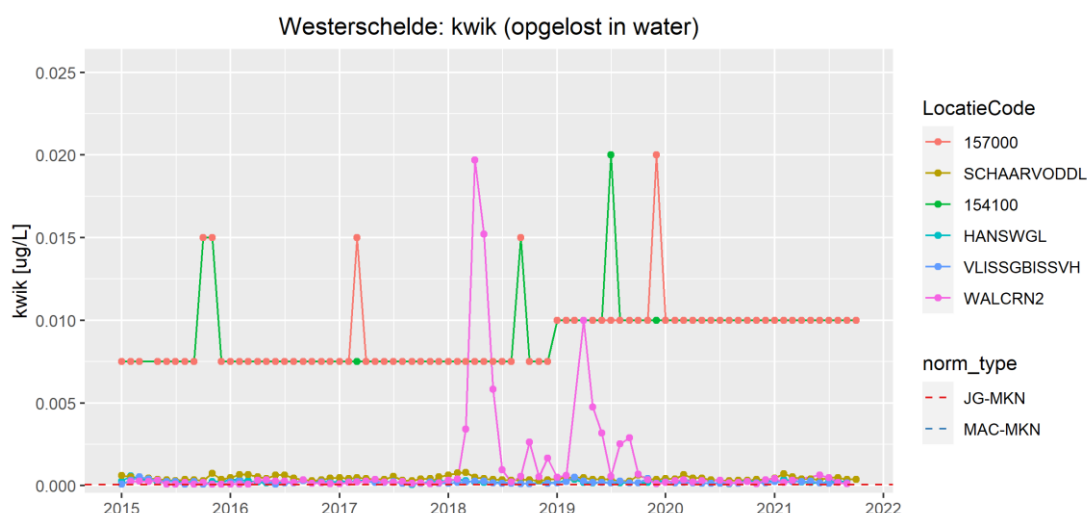 Westerschelde: kwik (opgelost in water)
kwik [ug/L]
0.025
0.020
0.015
0.010
0.005
0.000
2015 2016 2017 2018 2019 2020 2021 2022
LocatieCode
157000
SCHAARVODDL
154100
HANSWGL
VLISSGBISSVH
WALCRN2
norm_type
JG-MKN
MAC-MKN